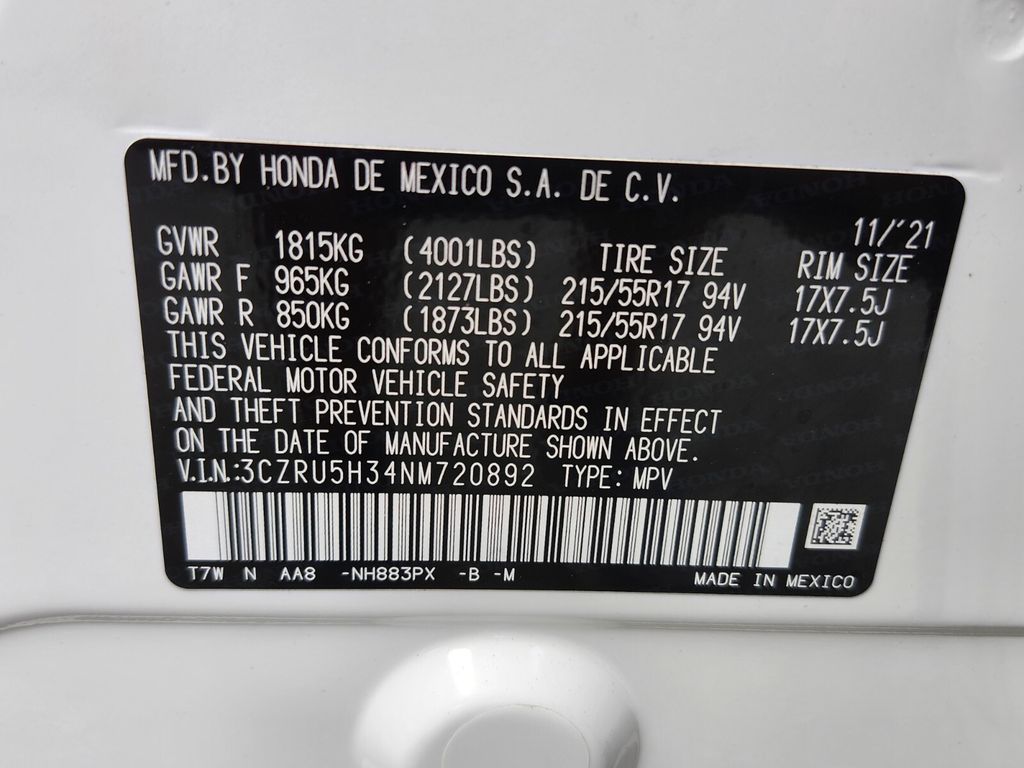 MFD.BY HONDA DE MEXICO S.A. DE C.V.
11/'21
GVWR 1815KG (4001LBS) TIRE SIZE RIM SIZE
GAWR F 965KG (2127LBS) 215/55R17 94V 17X7.5J
GAWR R 850KG (1873LBS) 215/55R17 94V 17X7.5J
THIS VEHICLE CONFORMS TO ALL APPLICABLE
FEDERAL MOTOR VEHICLE SAFETY
AND THEFT PREVENTION STANDARDS IN EFFECT
ON THE DATE OF MANUFACTURE SHOWN ABOVE.
V.I.N.:3CZRU5H34NM720892 TYPE: MPV
T7W N AA8 -NH883PX -B -M MADE IN MEXICO